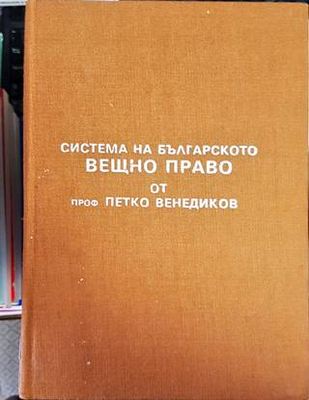 СИСТЕМА НА БЪЛГАРСКОТО
ВЕЩНО ПРАВО
ОТ
ПРОФ ПЕТКО ВЕНЕДИКОВ